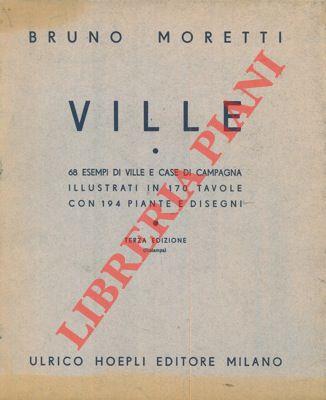 BRUNO MORETTI
VILLE
68 ESEMPI DI VILLE E CASE DI CAMPAGNA
ILLUSTRATI IN 170 TAVOLE
CON 194 PIANTE E DISEGNI
TERZA EDIZIONE
(ristampa)
ULRICO HOEPLI EDITORE MILANO
LIBRERIA PIANI